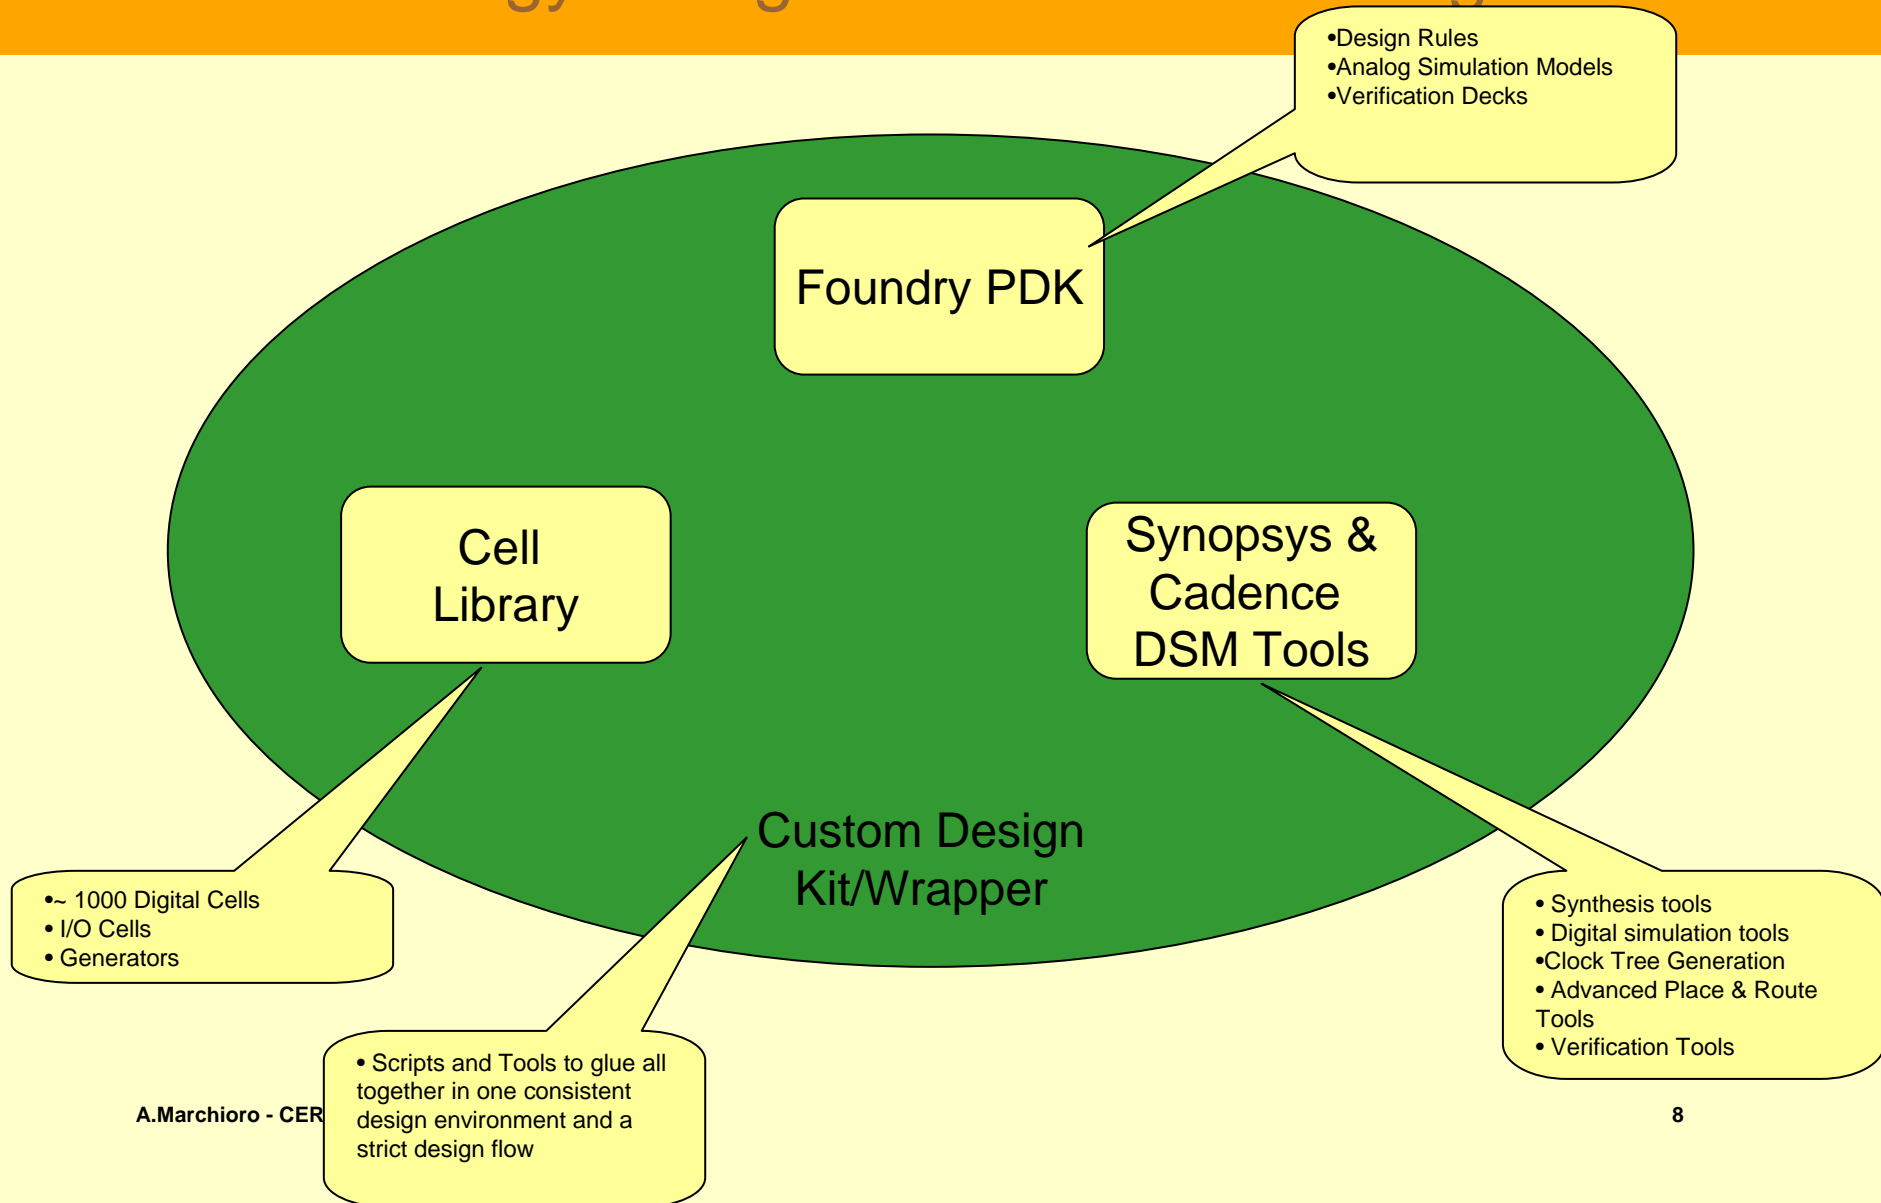 •Design Rules
•Analog Simulation Models
•Verification Decks
Foundry PDK
Cell
Library
Synopsys &
Cadence
DSM Tools
Custom Design
Kit/Wrapper
•~ 1000 Digital Cells
• I/O Cells
• Generators
• Synthesis tools
• Digital simulation tools
•Clock Tree Generation
• Advanced Place & Route
Tools
• Verification Tools
• Scripts and Tools to glue all
together in one consistent
design environment and a
strict design flow
A.Marchioro - CER
8